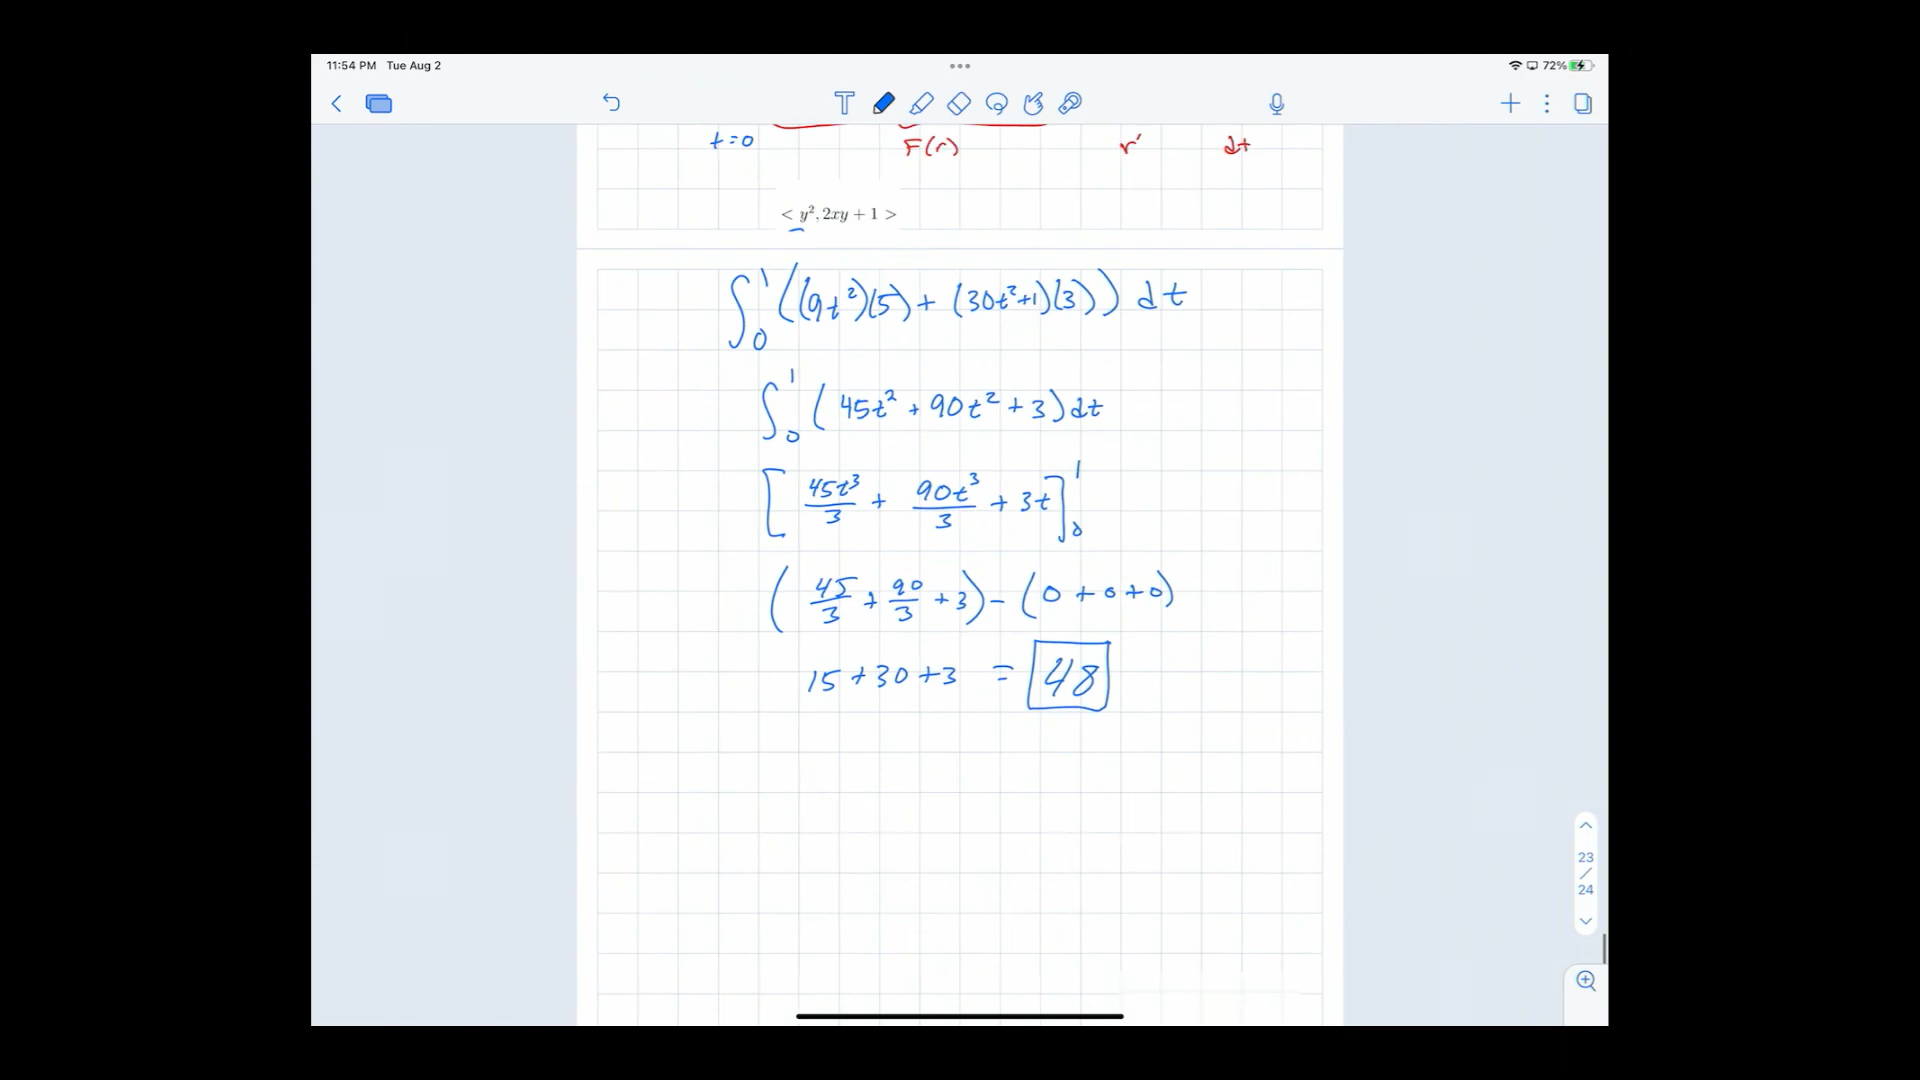 11:54 PM Tue Aug 2
72%
T
t=0 F(r) r' dt
< y², 2xy + 1 >
∫₀¹ ((9t²)(5) + (30t²+1)(3)) dt
∫₀¹ (45t² + 90t² + 3) dt
[ 45t³/3 + 90t³/3 + 3t ]₀¹
( 45/3 + 90/3 + 3 ) - ( 0 + 0 + 0 )
15 + 30 + 3 = 48
23
/
24